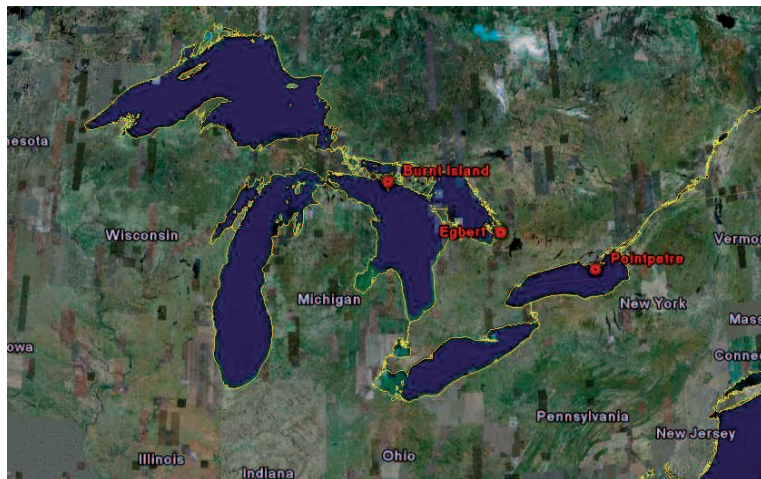 Burnt Island
nesota
Egbert
Wisconsin
Vermo
Pointpetre
Michigan
New York
Mass
owa
Connec
Pennsylvania
New Jersey
Illinois
Ohio
Indiana